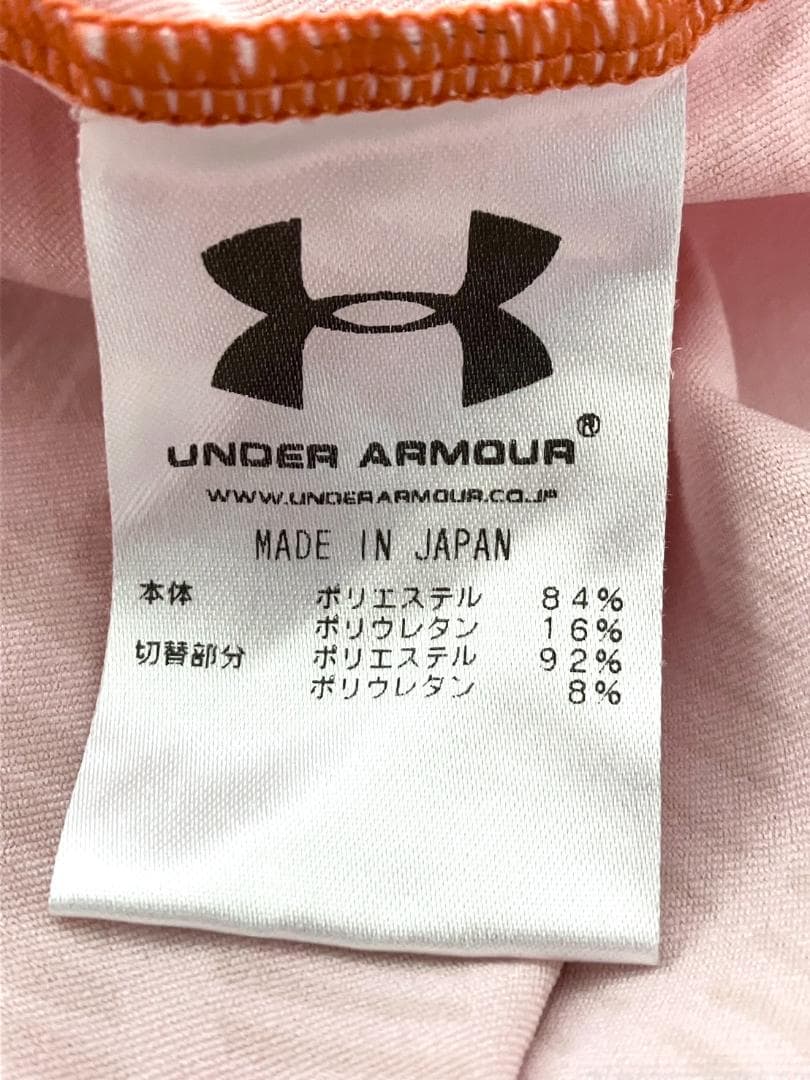 UNDER ARMOUR®
WWW.UNDERARMOUR.CO.JP
MADE IN JAPAN
本体 ポリエステル 84%
ポリウレタン 16%
切替部分 ポリエステル 92%
ポリウレタン 8%